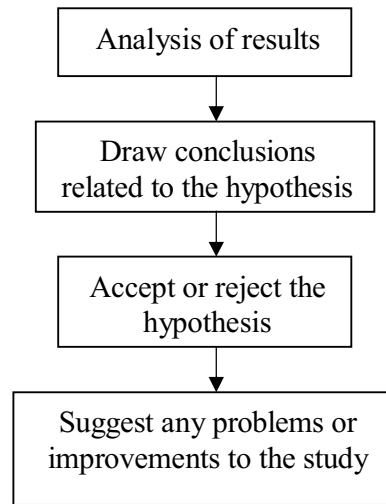 Analysis of results
Draw conclusions
related to the hypothesis
Accept or reject the
hypothesis
Suggest any problems or
improvements to the study